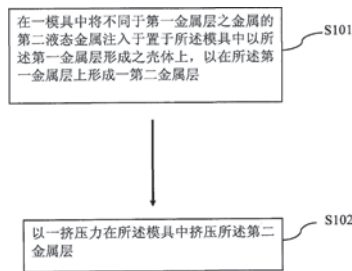 在一模具中将不同于第一金属层之金属的
第二液态金属注入于置于所述模具中以所
述第一金属层形成之壳体上，以在所述第
一金属层上形成一第二金属层
S101
以一挤压力在所述模具中挤压所述第二
金属层
S102